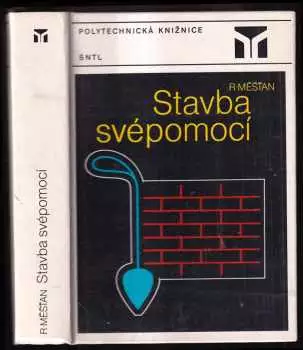 POLYTECHNICKÁ KNIŽNICE
SNTL
R·MĚŠŤAN
Stavba
svépomocí
R·MĚŠŤAN Stavba svépomocí